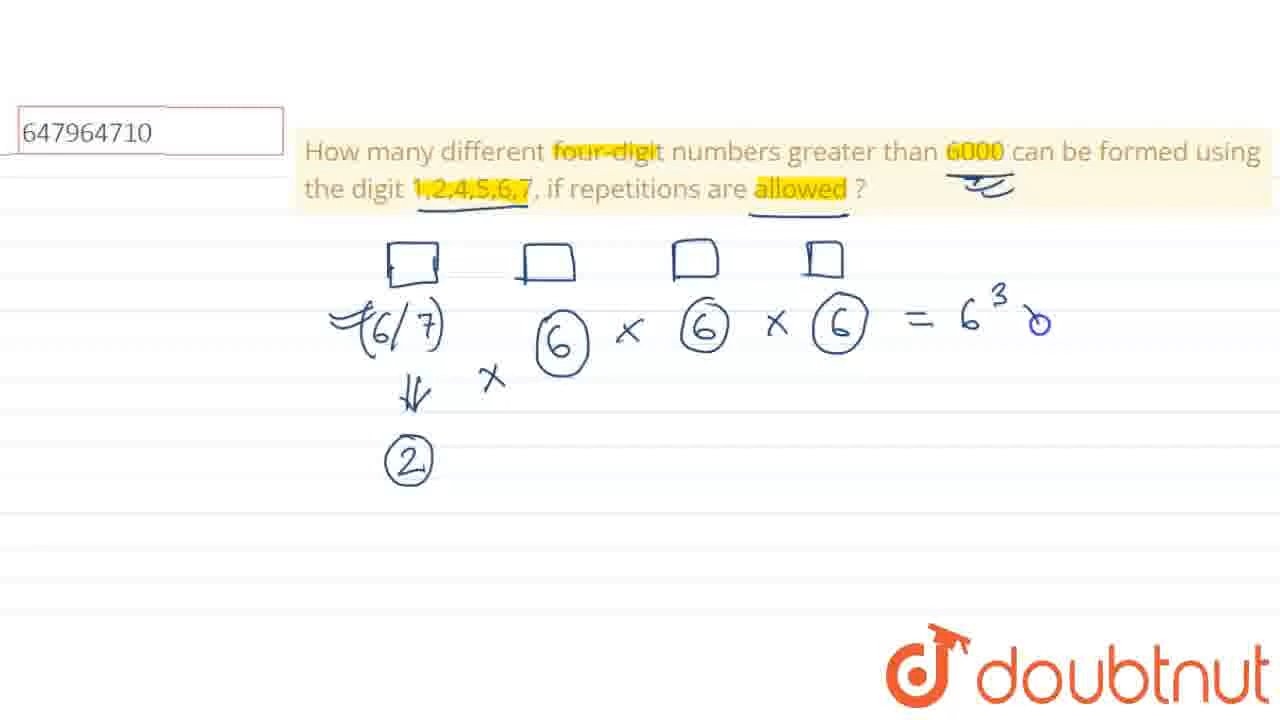 647964710
How many different four-digit numbers greater than 6000 can be formed using
the digit 1,2,4,5,6,7, if repetitions are allowed ?
(6/7) × 6 × 6 × 6 = 6³
2
doubtnut